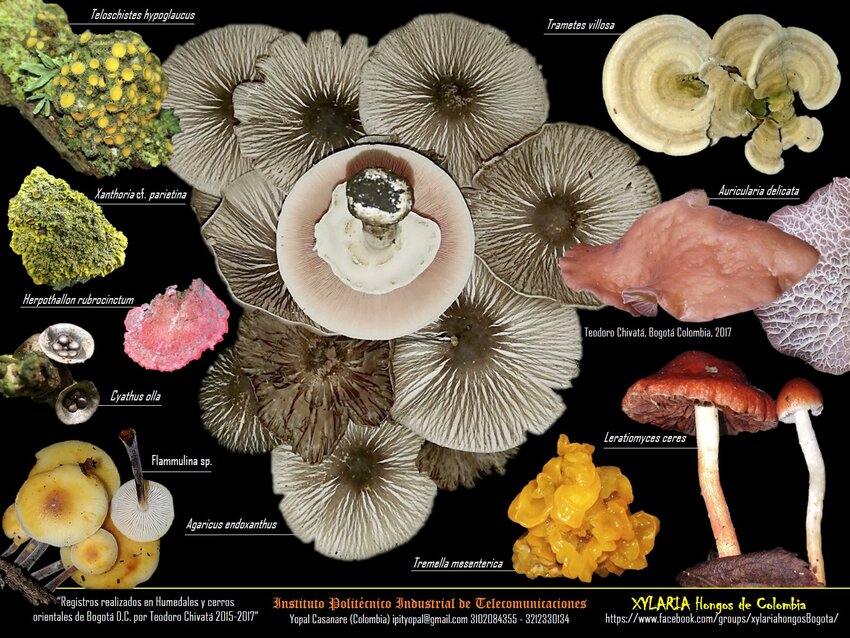 Teloschistes hypoglaucus
Trametes villosa
Xanthoria cf. parietina
Auricularia delicata
Herpothallon rubrocinctum
Teodoro Chivatá, Bogotá Colombia, 2017
Cyathus olla
Leratiomyces ceres
Flammulina sp.
Agaricus endoxanthus
Tremella mesenterica
"Registros realizados en Humedales y cerros
orientales de Bogotá D.C. por Teodoro Chivatá 2015-2017"
Instituto Politécnico Industrial de Telecomunicaciones
Yopal Casanare (Colombia) ipityopal@gmail.com 3102084355 - 3212330134
XYLARIA Hongos de Colombia
https://www.facebook.com/groups/xylariahongosBogota/